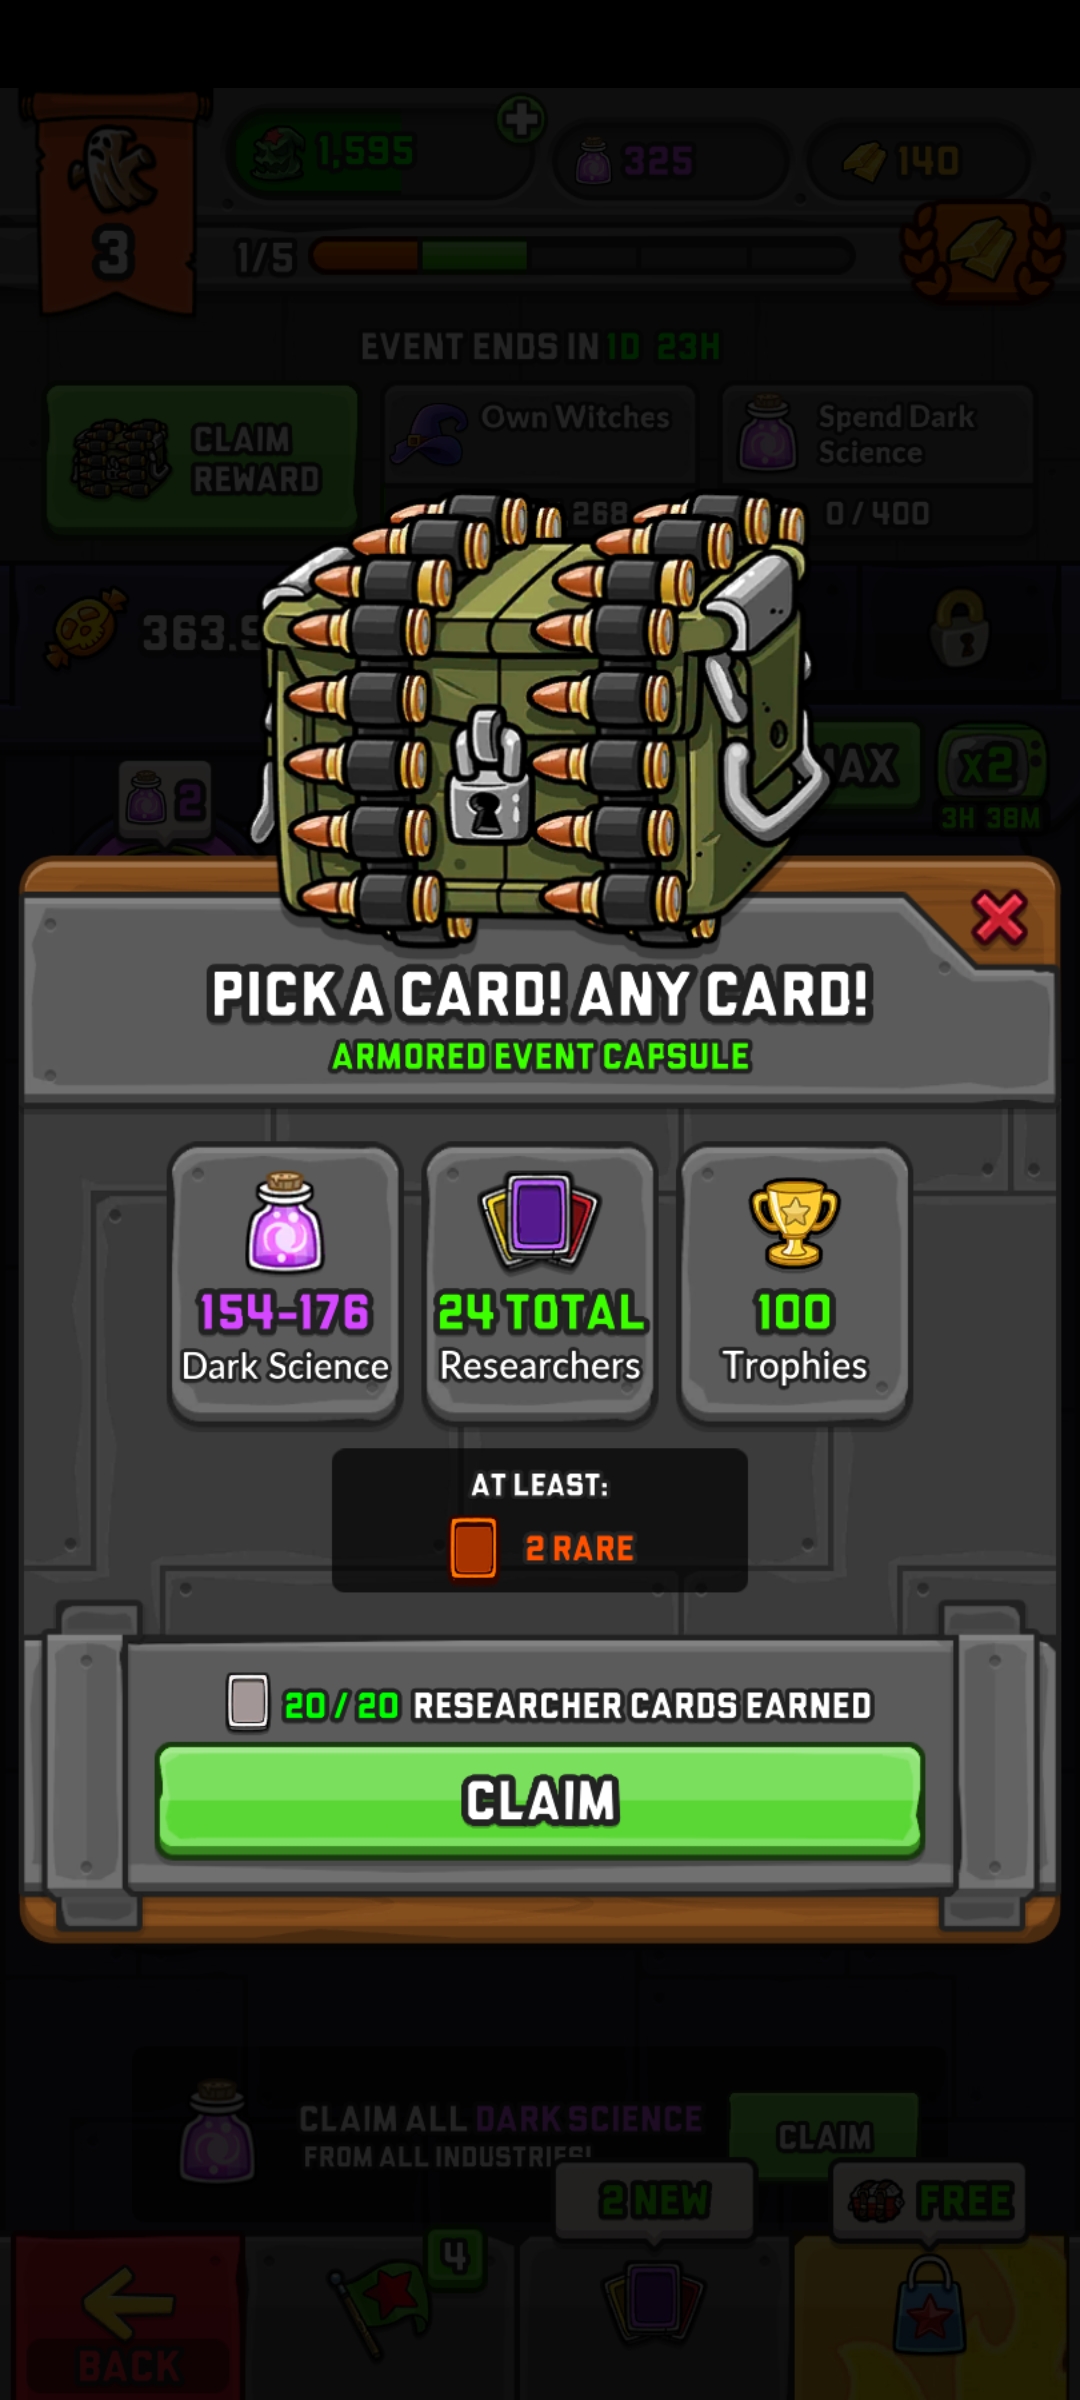 1,595
325
140
3
1/5
EVENT ENDS IN 1D 23H
CLAIM REWARD
Own Witches
268
Spend Dark Science
0 / 400
363.9
MAX
x2
3H 38M
2
PICK A CARD! ANY CARD!
ARMORED EVENT CAPSULE
154-176
Dark Science
24 TOTAL
Researchers
100
Trophies
AT LEAST:
2 RARE
20 / 20 RESEARCHER CARDS EARNED
CLAIM
CLAIM ALL DARK SCIENCE
FROM ALL INDUSTRIES!
CLAIM
2 NEW
FREE
4
BACK